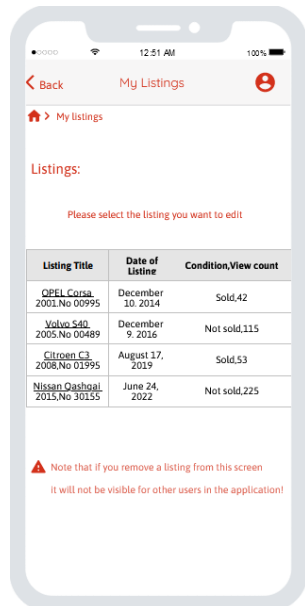 12:51 AM
100%
Back
My Listings
> My listings
Listings:
Please select the listing you want to edit
Listing Title
Date of Listing
Condition,View count
OPEL Corsa
2001.No 00995
December
10. 2014
Sold,42
Volvo S40
2005.No 00489
December
9. 2016
Not sold,115
Citroen C3
2008,No 01995
August 17,
2019
Sold,53
Nissan Qashqai
2015,No 30155
June 24,
2022
Not sold,225
Note that if you remove a listing from this screen
it will not be visible for other users in the application!